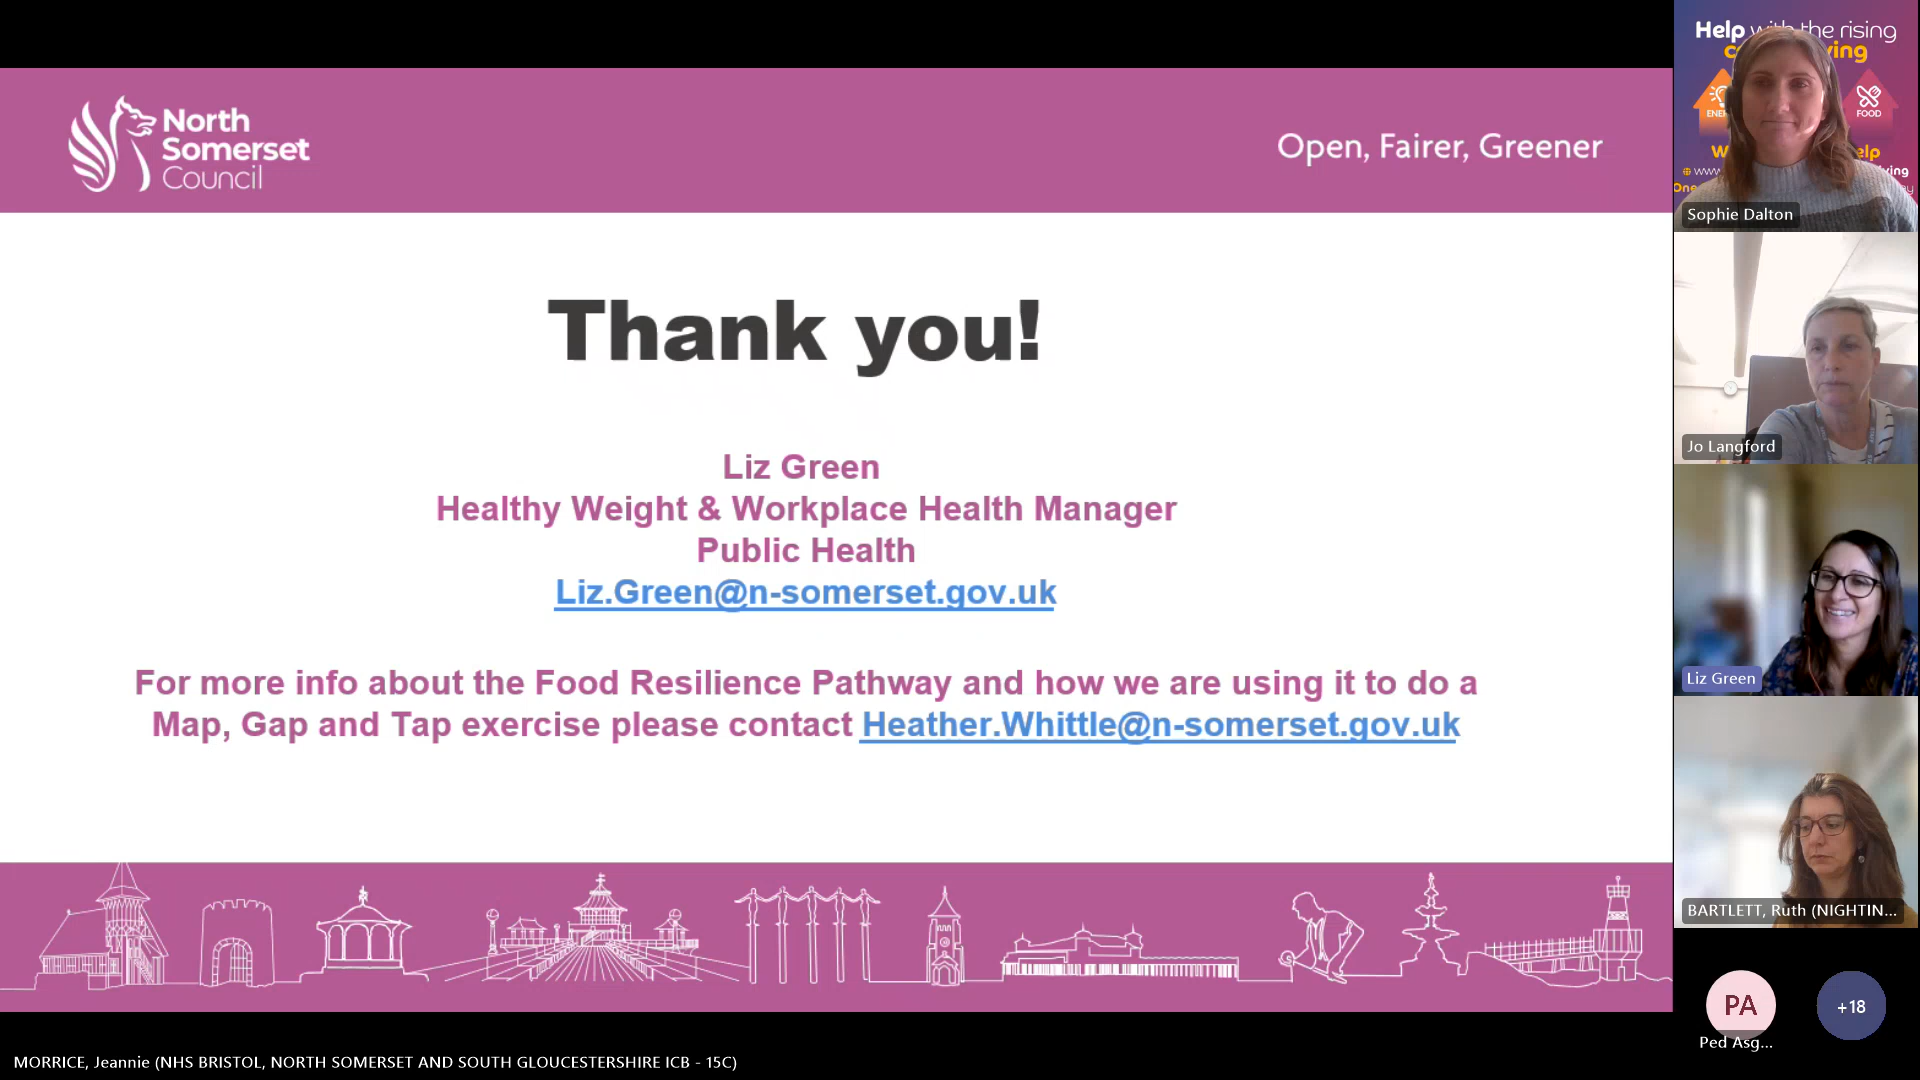 North
Somerset
Council
Open, Fairer, Greener
Thank you!
Liz Green
Healthy Weight & Workplace Health Manager
Public Health
Liz.Green@n-somerset.gov.uk
For more info about the Food Resilience Pathway and how we are using it to do a
Map, Gap and Tap exercise please contact Heather.Whittle@n-somerset.gov.uk
Help with the rising
FOOD
Sophie Dalton
Jo Langford
Liz Green
BARTLETT, Ruth (NIGHTIN...
PA
+18
Ped Asg...
MORRICE, Jeannie (NHS BRISTOL, NORTH SOMERSET AND SOUTH GLOUCESTERSHIRE ICB - 15C)